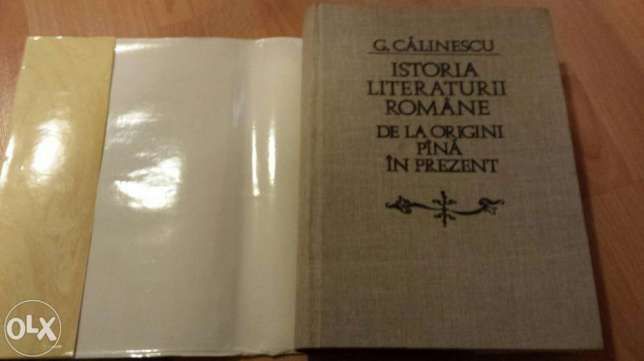 G. CĂLINESCU
ISTORIA
LITERATURII
ROMÂNE
DE LA ORIGINI
PÎNĂ
ÎN PREZENT
OLX